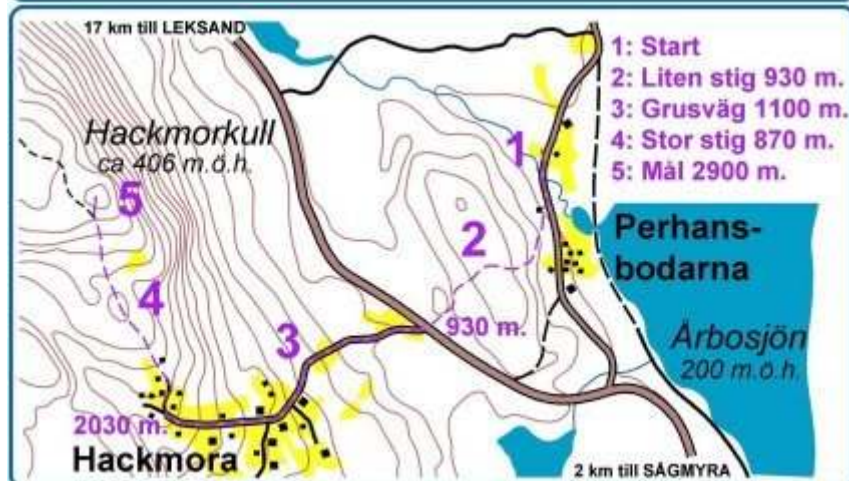 17 km till LEKSAND
1: Start
2: Liten stig 930 m.
3: Grusväg 1100 m.
4: Stor stig 870 m.
5: Mål 2900 m.
Hackmorkull
ca 406 m.ö.h.
1
5
2
Perhans-
bodarna
4
3
930 m.
Årbosjön
200 m.ö.h.
2030 m.
Hackmora
2 km till SÅGMYRA